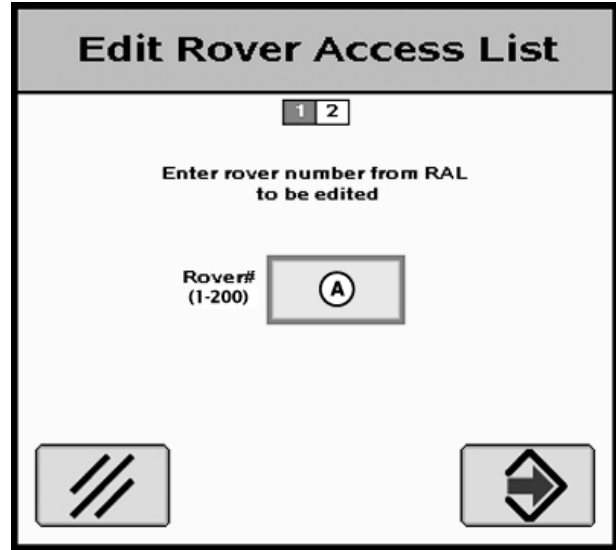 Edit Rover Access List
1 2
Enter rover number from RAL
to be edited
Rover#
(1-200)
A